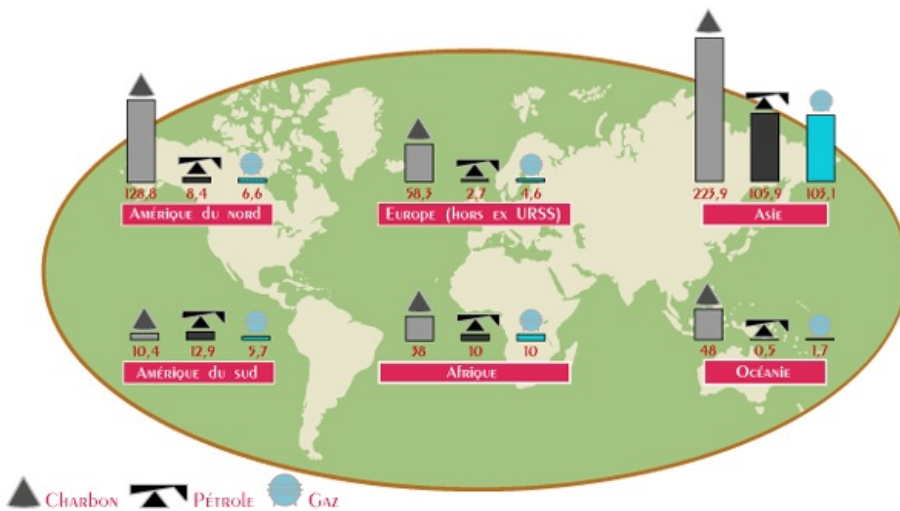 128,8 8,4 6,6
Amérique du nord
58,3 2,7 4,6
Europe (hors ex URSS)
223,9 105,9 103,1
Asie
10,4 12,9 5,7
Amérique du sud
38 10 10
Afrique
48 0,5 1,7
Océanie
Charbon Pétrole Gaz